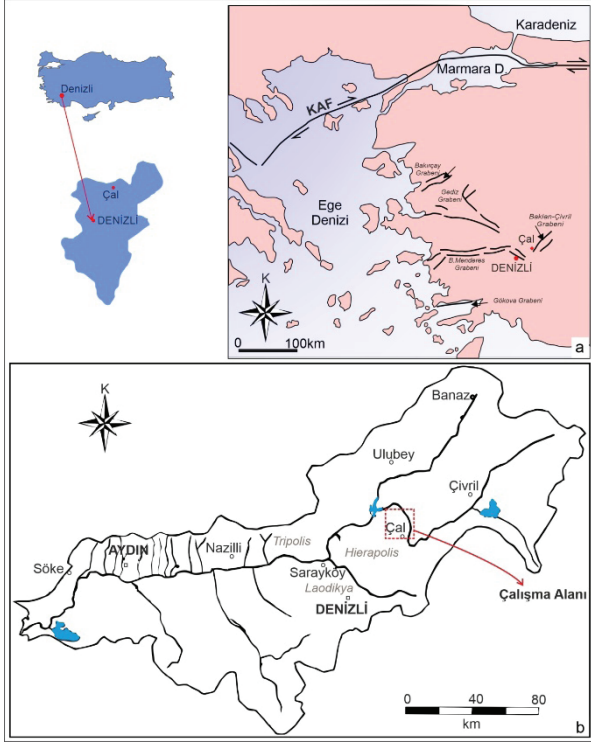 Denizli
Çal
DENİZLİ
Karadeniz
Marmara D.
KAF
Ege
Denizi
Bakırçay
Grabeni
Gediz
Grabeni
Baklan-Çivril
Grabeni
Çal
B.Menderes
Grabeni
DENİZLİ
Gökova Grabeni
K
0 100km
a
K
Banaz
Ulubey
Çivril
Çal
AYDIN
Nazilli
Tripolis
Hierapolis
Söke
Sarayköy
Laodikya
DENİZLİ
Çalışma Alanı
0 40 80
km
b